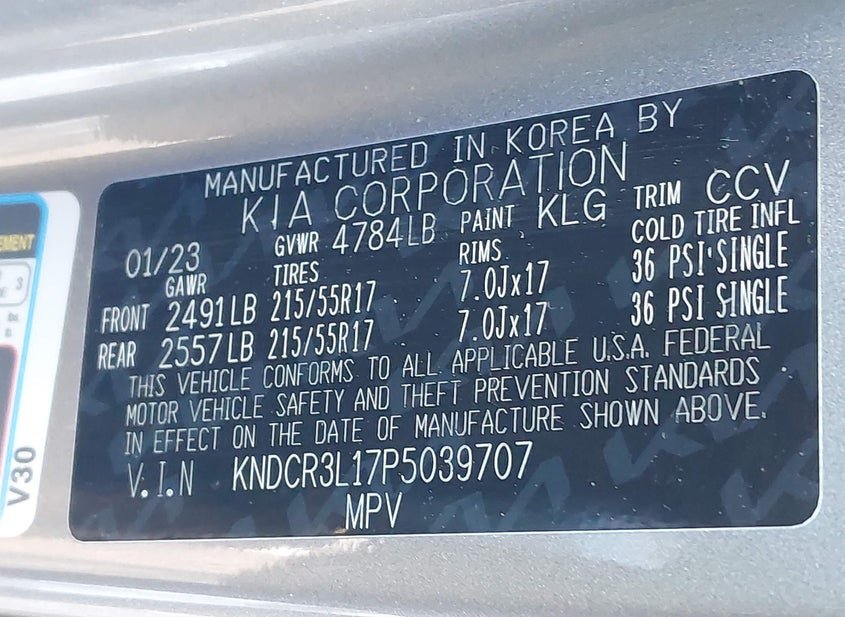 MANUFACTURED IN KOREA BY
KIA CORPORATION
01/23 GVWR 4784LB PAINT KLG TRIM CCV
GAWR TIRES RIMS COLD TIRE INFL
FRONT 2491LB 215/55R17 7.0Jx17 36 PSI SINGLE
REAR 2557LB 215/55R17 7.0Jx17 36 PSI SINGLE
THIS VEHICLE CONFORMS TO ALL APPLICABLE U.S.A. FEDERAL
MOTOR VEHICLE SAFETY AND THEFT PREVENTION STANDARDS
IN EFFECT ON THE DATE OF MANUFACTURE SHOWN ABOVE.
V.I.N KNDCR3L17P5039707
MPV
3
V30